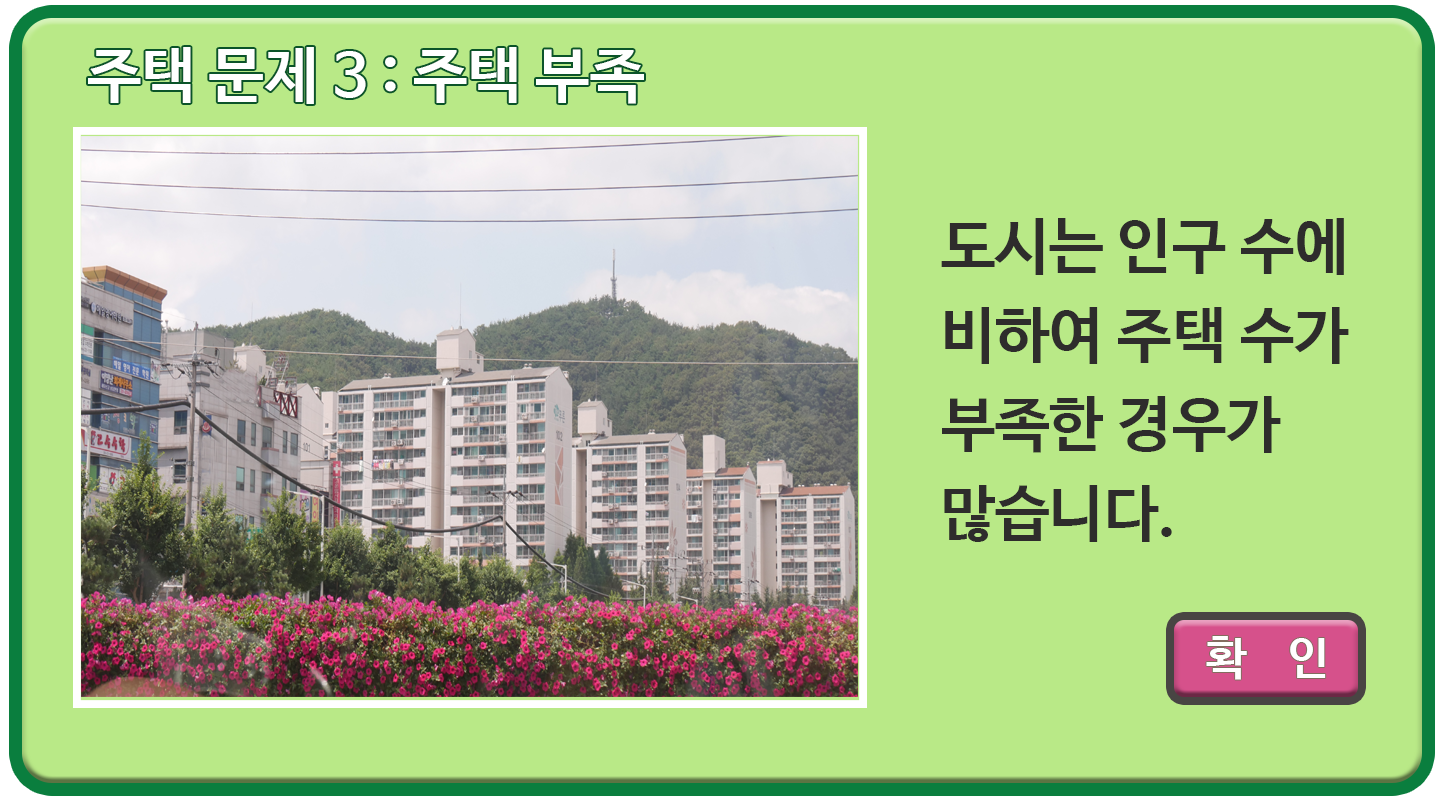 주택 문제 3 : 주택 부족
도시는 인구 수에
비하여 주택 수가
부족한 경우가
많습니다.
확 인